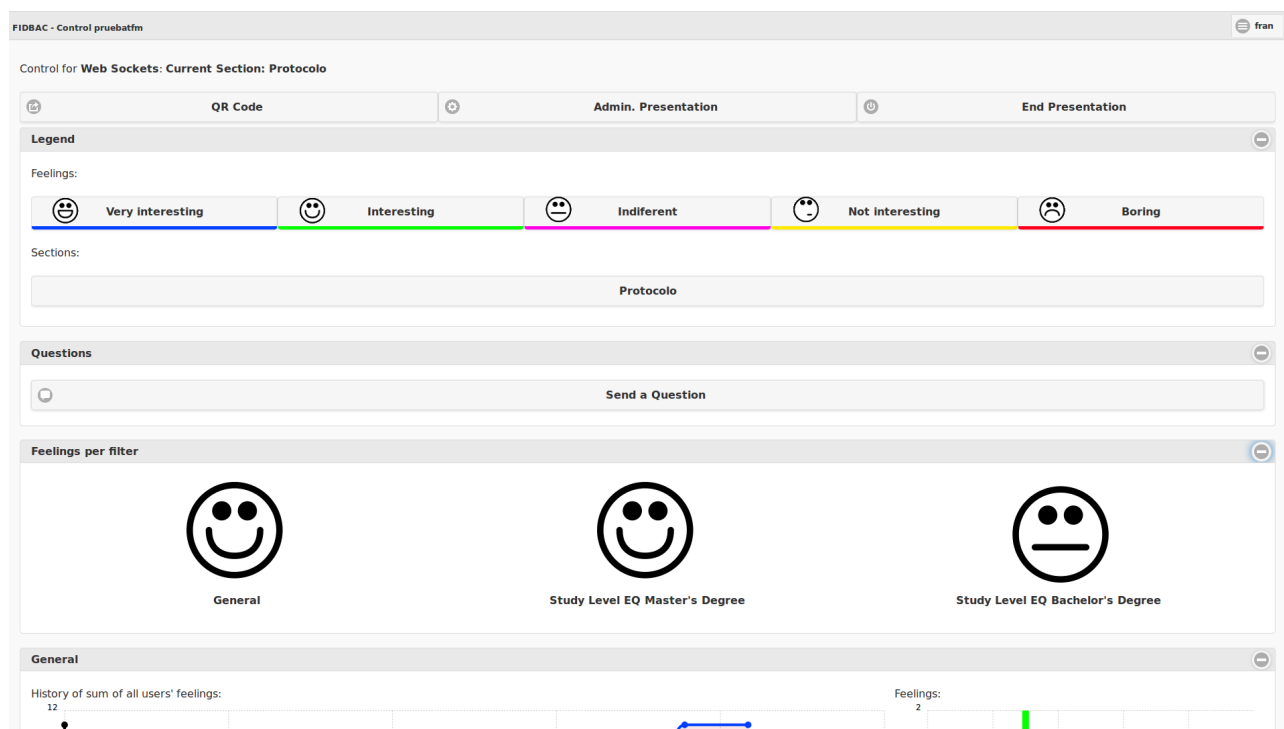 FIDBAC - Control pruebatfm
fran
Control for Web Sockets: Current Section: Protocolo
QR Code
Admin. Presentation
End Presentation
Legend
Feelings:
Very interesting
Interesting
Indiferent
Not interesting
Boring
Sections:
Protocolo
Questions
Send a Question
Feelings per filter
General
Study Level EQ Master's Degree
Study Level EQ Bachelor's Degree
General
History of sum of all users' feelings:
Feelings:
12
2